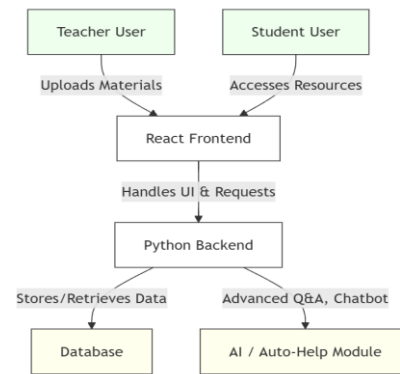 Teacher User
Student User
Uploads Materials
Accesses Resources
React Frontend
Handles UI & Requests
Python Backend
Stores/Retrieves Data
Advanced Q&A, Chatbot
Database
AI / Auto-Help Module